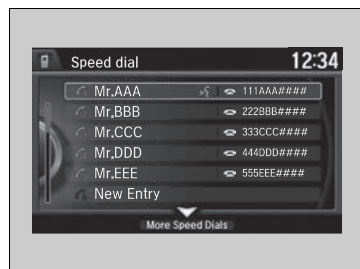 Speed dial 12:34
Mr.AAA 111AAA####
Mr.BBB 222BBB####
Mr.CCC 333CCC####
Mr.DDD 444DDD####
Mr.EEE 555EEE####
New Entry
More Speed Dials